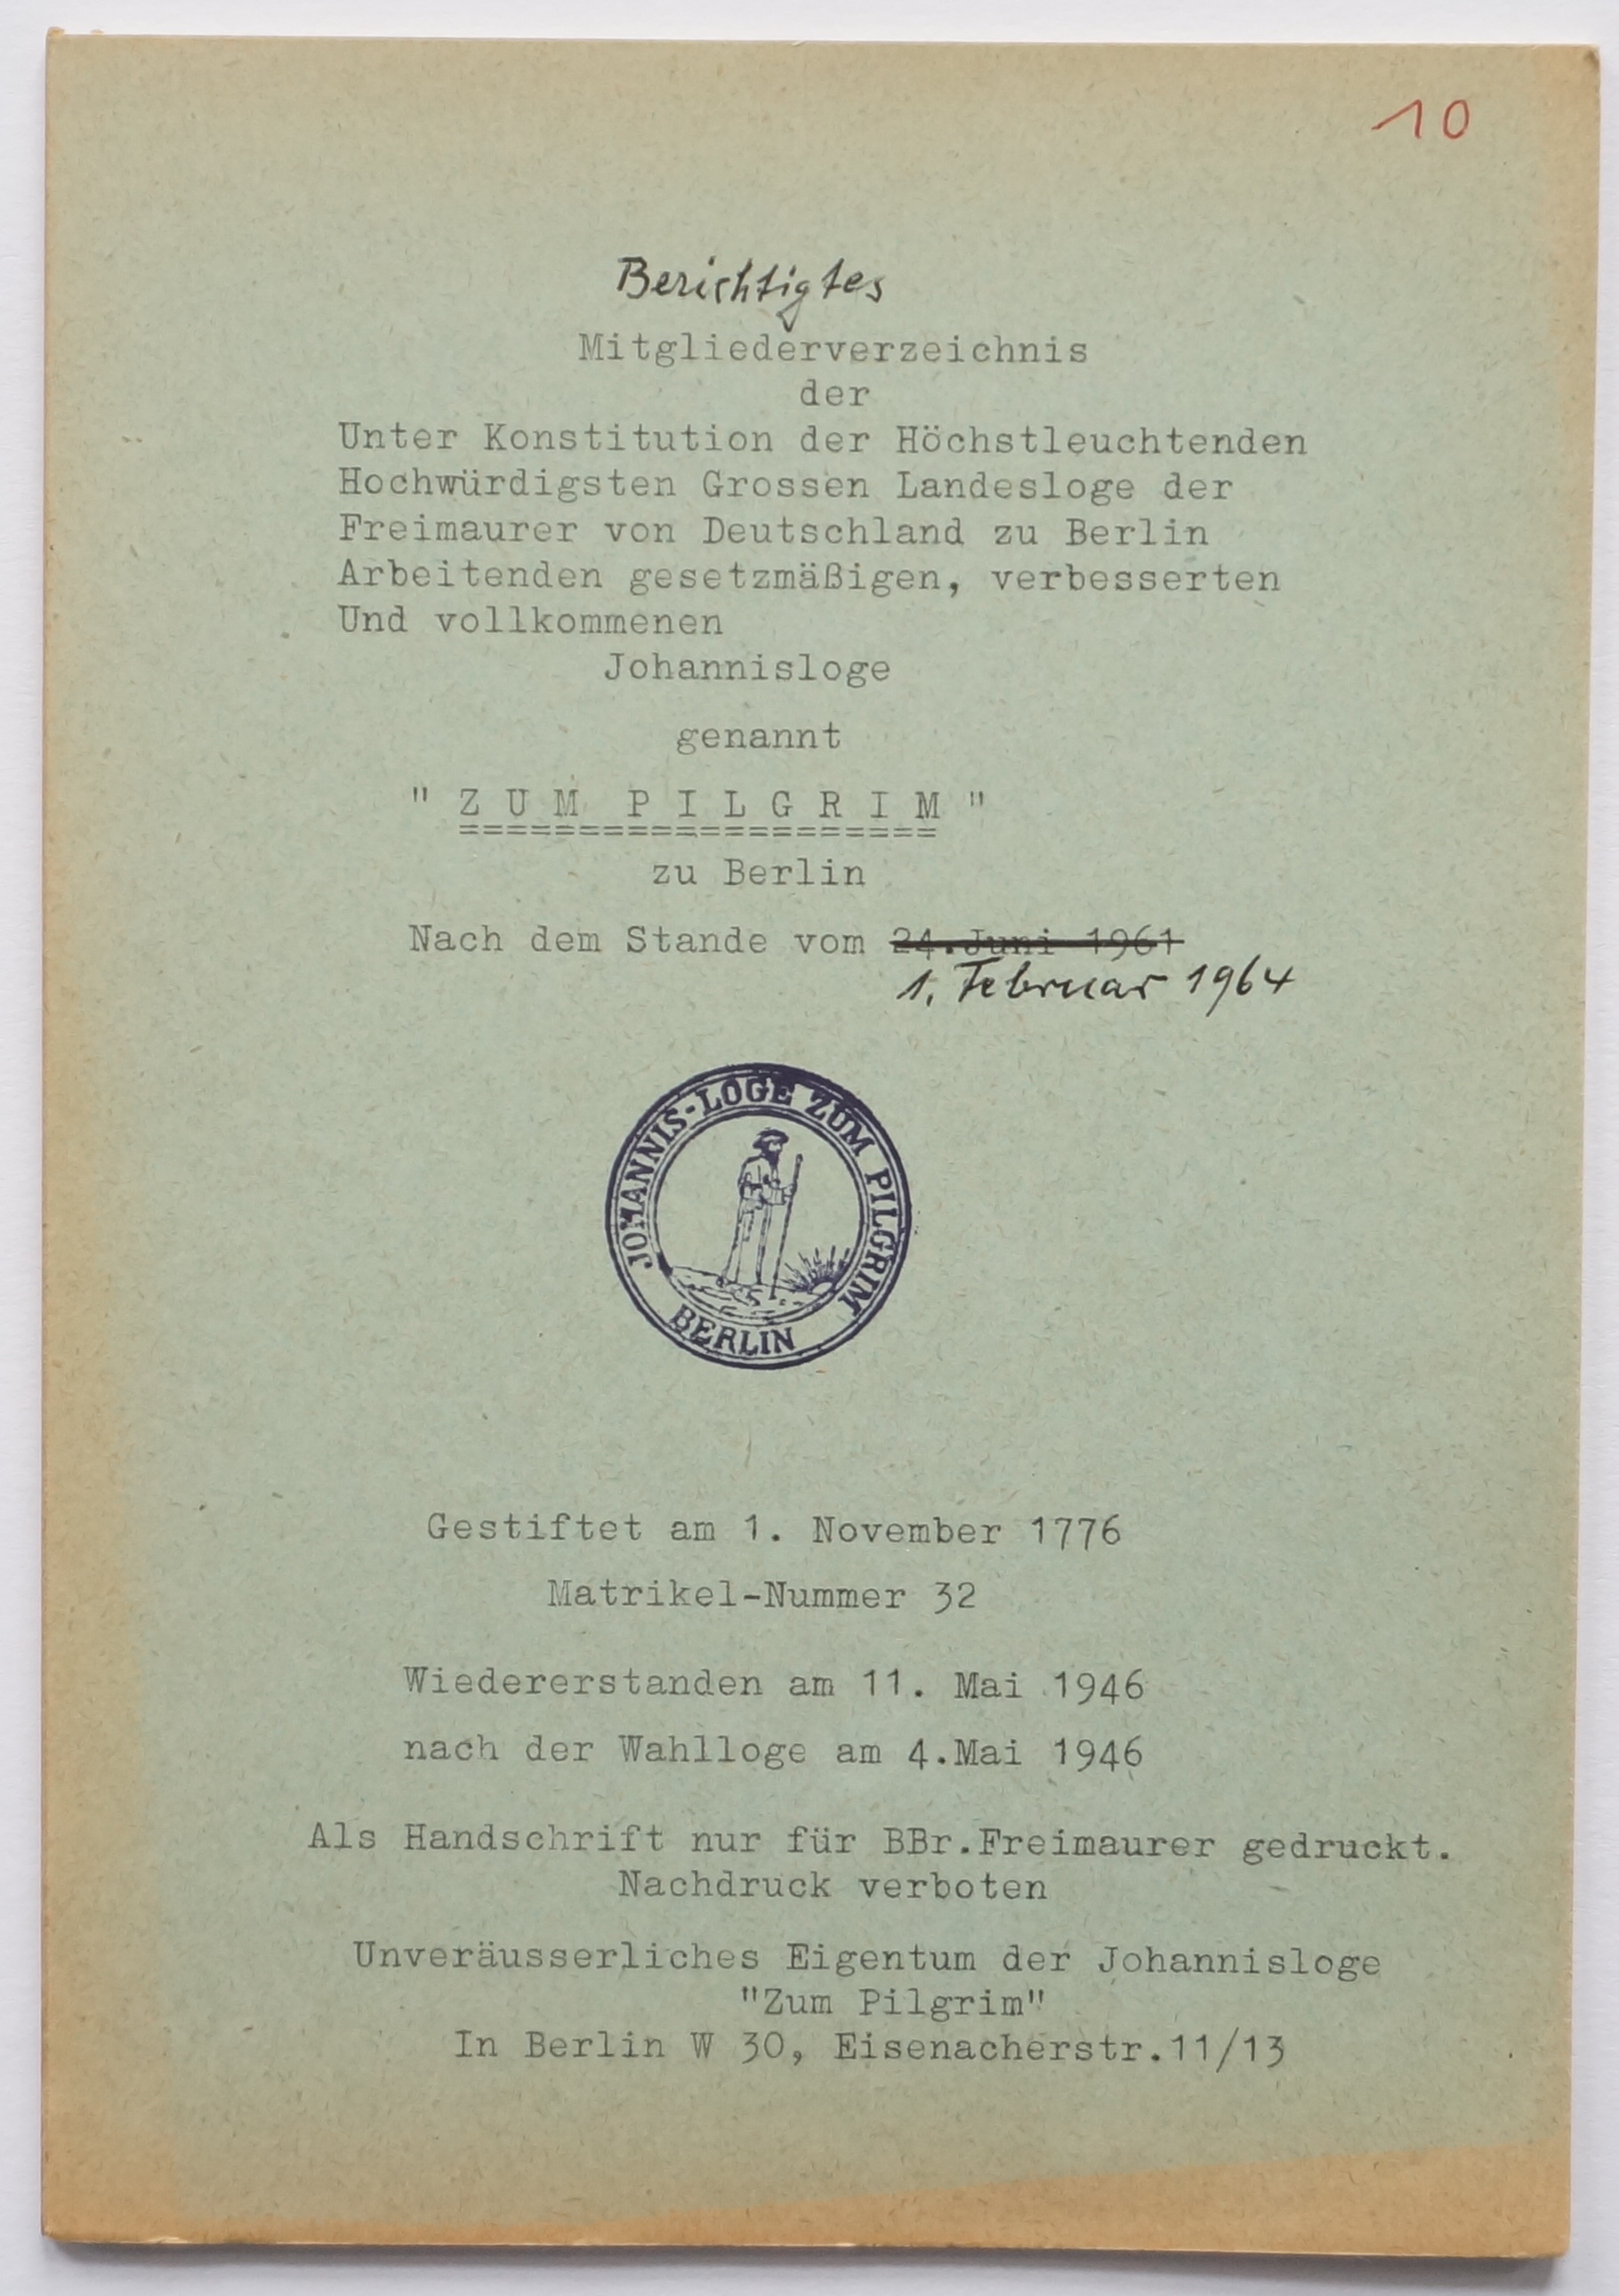 10
Berichtigtes
Mitgliederverzeichnis
der
Unter Konstitution der Höchstleuchtenden
Hochwürdigsten Grossen Landesloge der
Freimaurer von Deutschland zu Berlin
Arbeitenden gesetzmäßigen, verbesserten
Und vollkommenen
Johannisloge
genannt
" Z U M  P I L G R I M "
====================
zu Berlin
Nach dem Stande vom 24.Juni 1961
1. Februar 1964
JOHANNIS-LOGE ZUM PILGRIM
BERLIN
Gestiftet am 1. November 1776
Matrikel-Nummer 32
Wiedererstanden am 11. Mai 1946
nach der Wahlloge am 4.Mai 1946
Als Handschrift nur für BBr.Freimaurer gedruckt.
Nachdruck verboten
Unveräusserliches Eigentum der Johannisloge
"Zum Pilgrim"
In Berlin W 30, Eisenacherstr.11/13